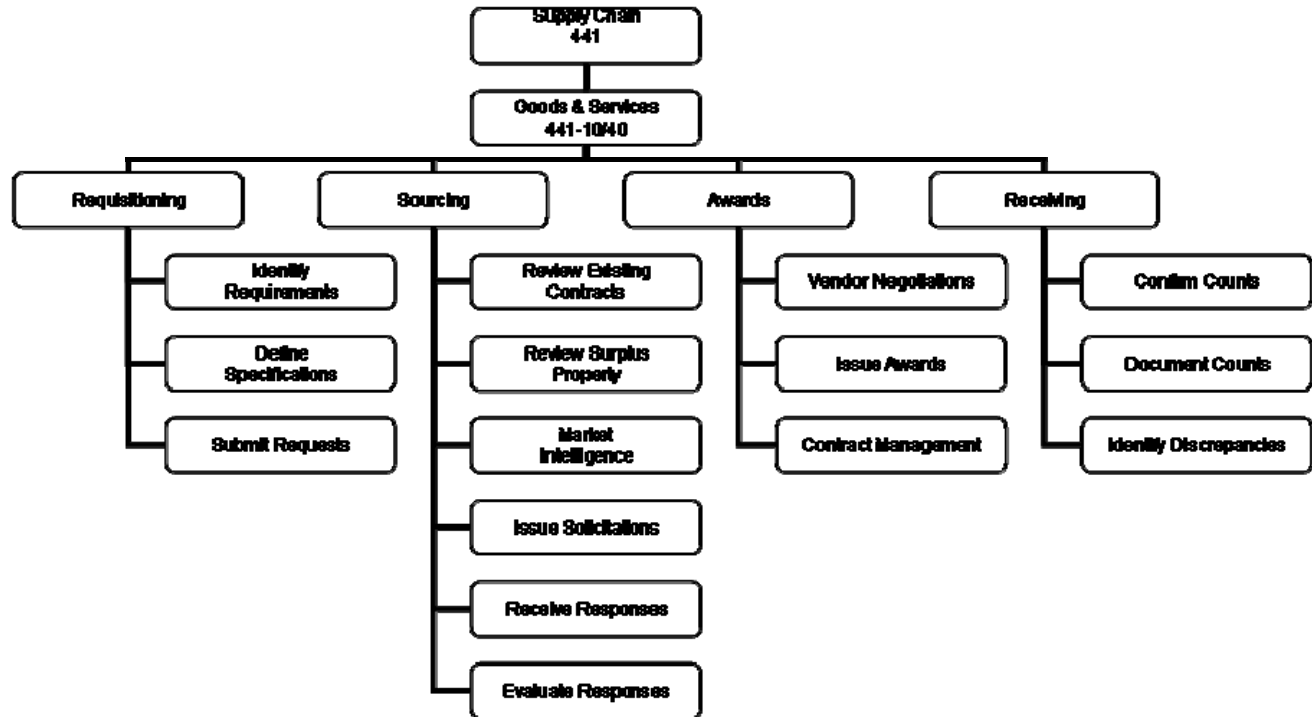 Supply Chain
441
Goods & Services
441-10/40
Requisitioning
Sourcing
Awards
Receiving
Identify
Requirements
Review Existing
Contracts
Vendor Negotiations
Confirm Counts
Define
Specifications
Review Surplus
Property
Issue Awards
Document Counts
Submit Requests
Market
Intelligence
Contract Management
Identify Discrepancies
Issue Solicitations
Receive Responses
Evaluate Responses